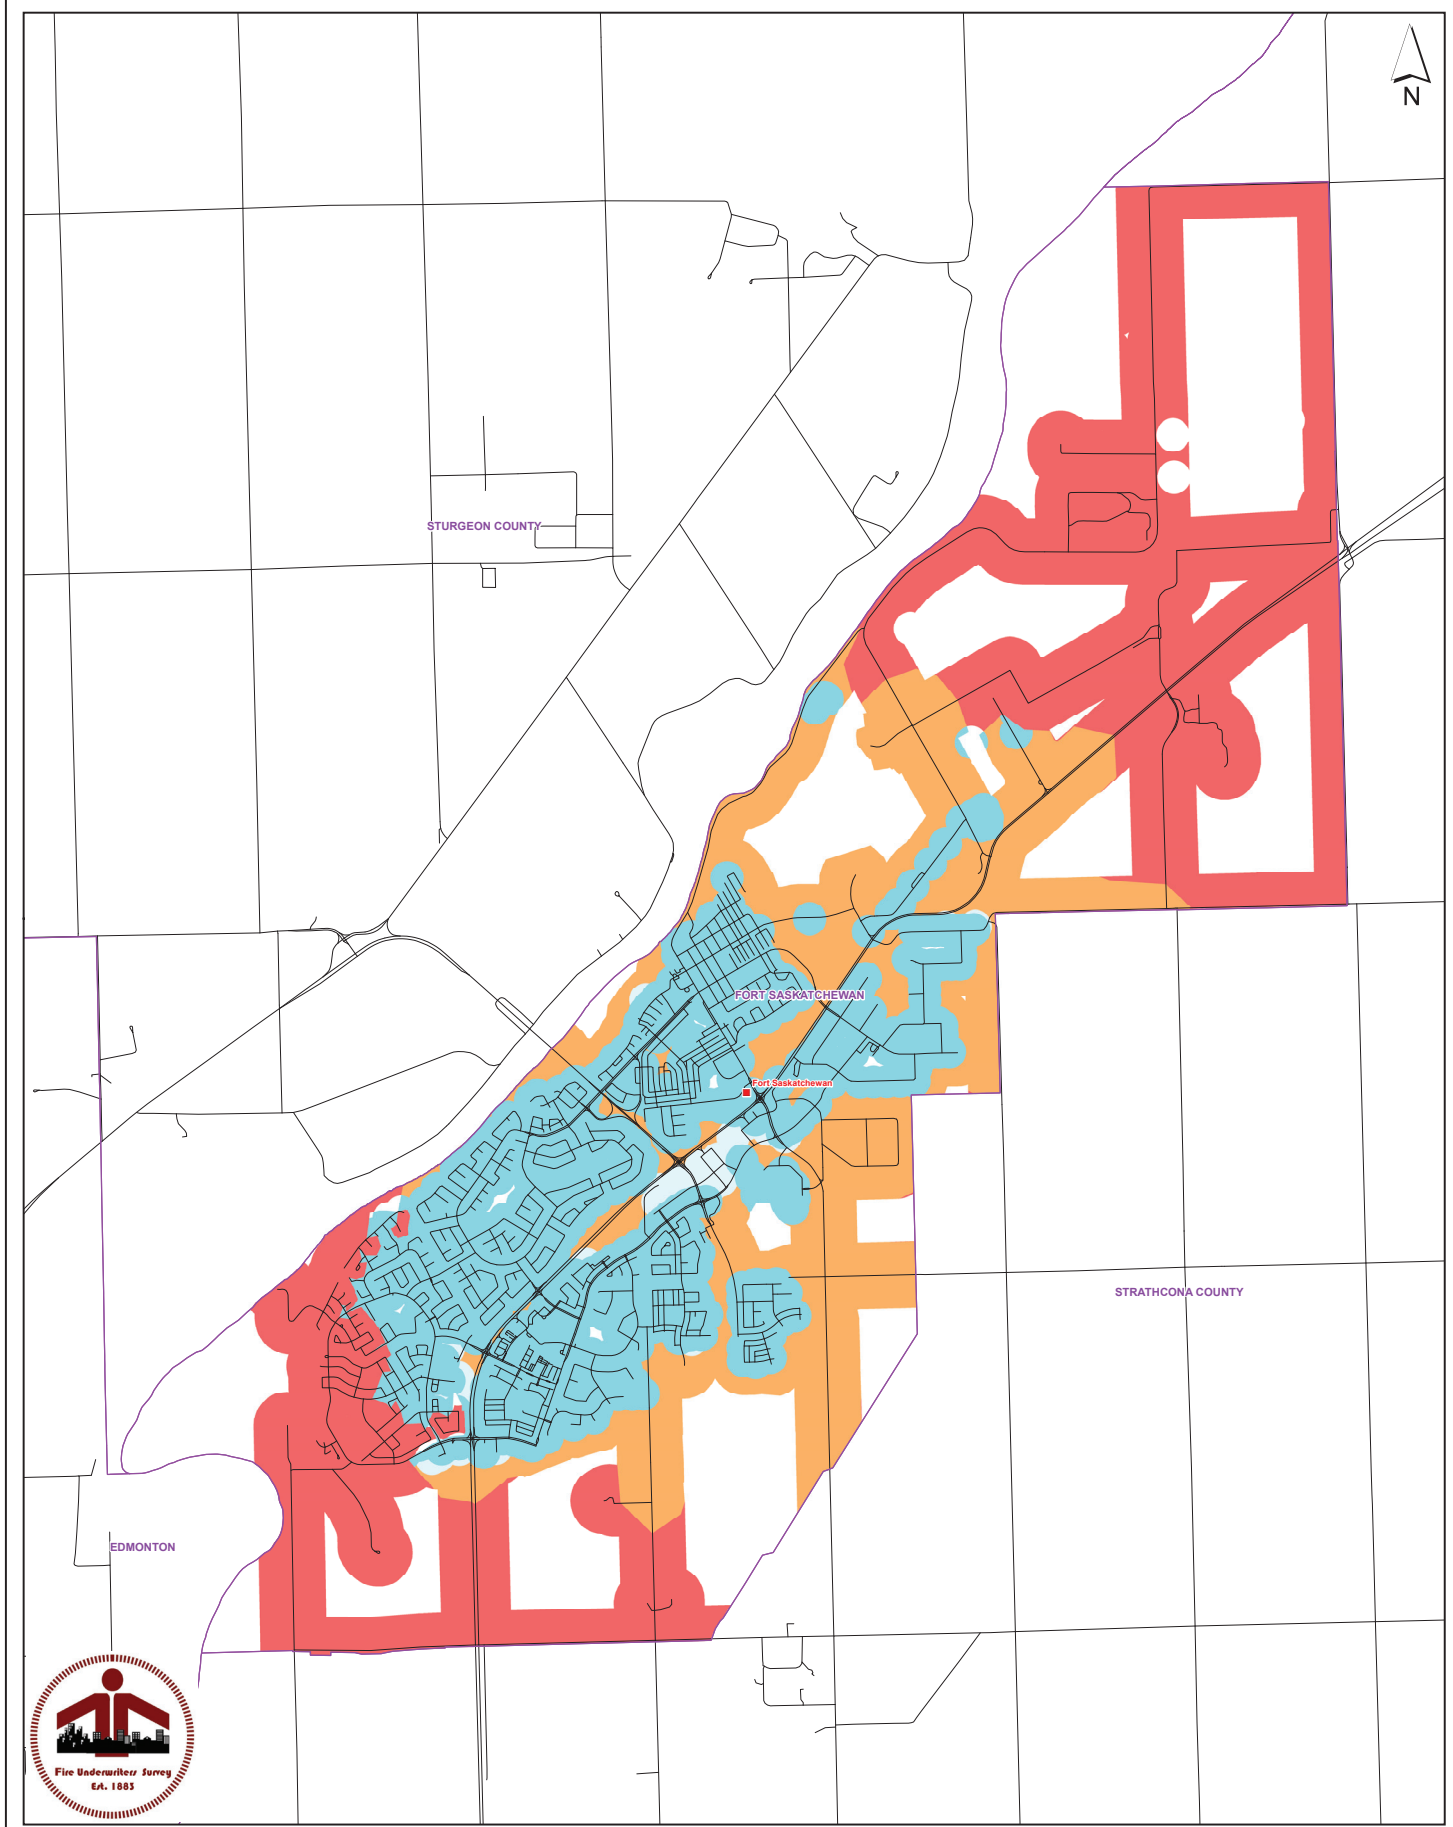 N
STURGEON COUNTY
FORT SASKATCHEWAN
Fort Saskatchewan
STRATHCONA COUNTY
EDMONTON
Fire Underwriters Survey
Est. 1883